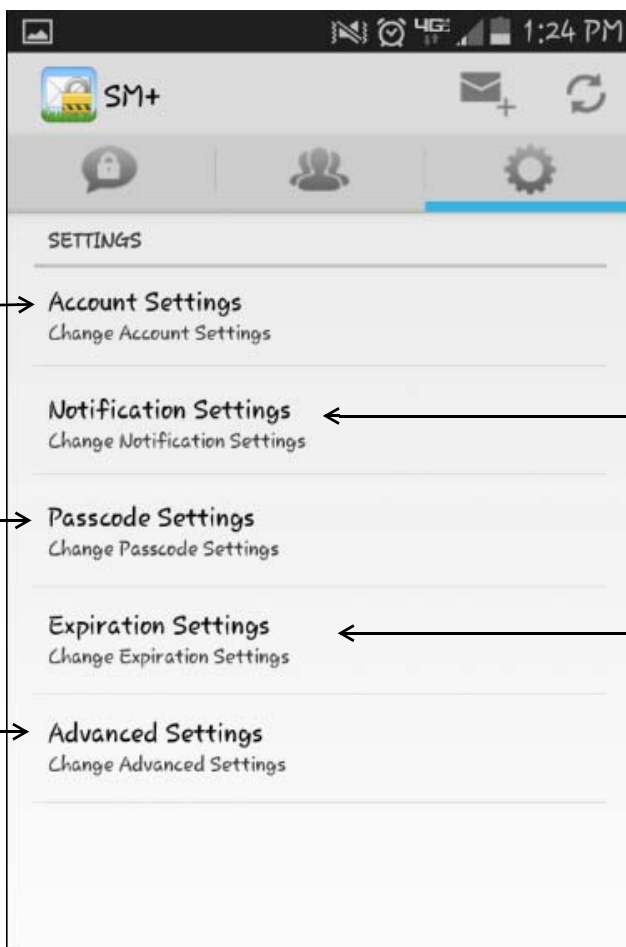 4G 1:24 PM
SM+
SETTINGS
Account Settings
Change Account Settings
Notification Settings
Change Notification Settings
Passcode Settings
Change Passcode Settings
Expiration Settings
Change Expiration Settings
Advanced Settings
Change Advanced Settings